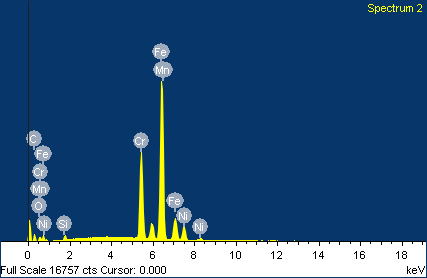 Spectrum 2
Fe
Mn
C
Fe
Cr
Cr
Mn
O
Ni
Si
Fe
Ni
Ni
0 2 4 6 8 10 12 14 16 18
Full Scale 16757 cts Cursor: 0.000 keV